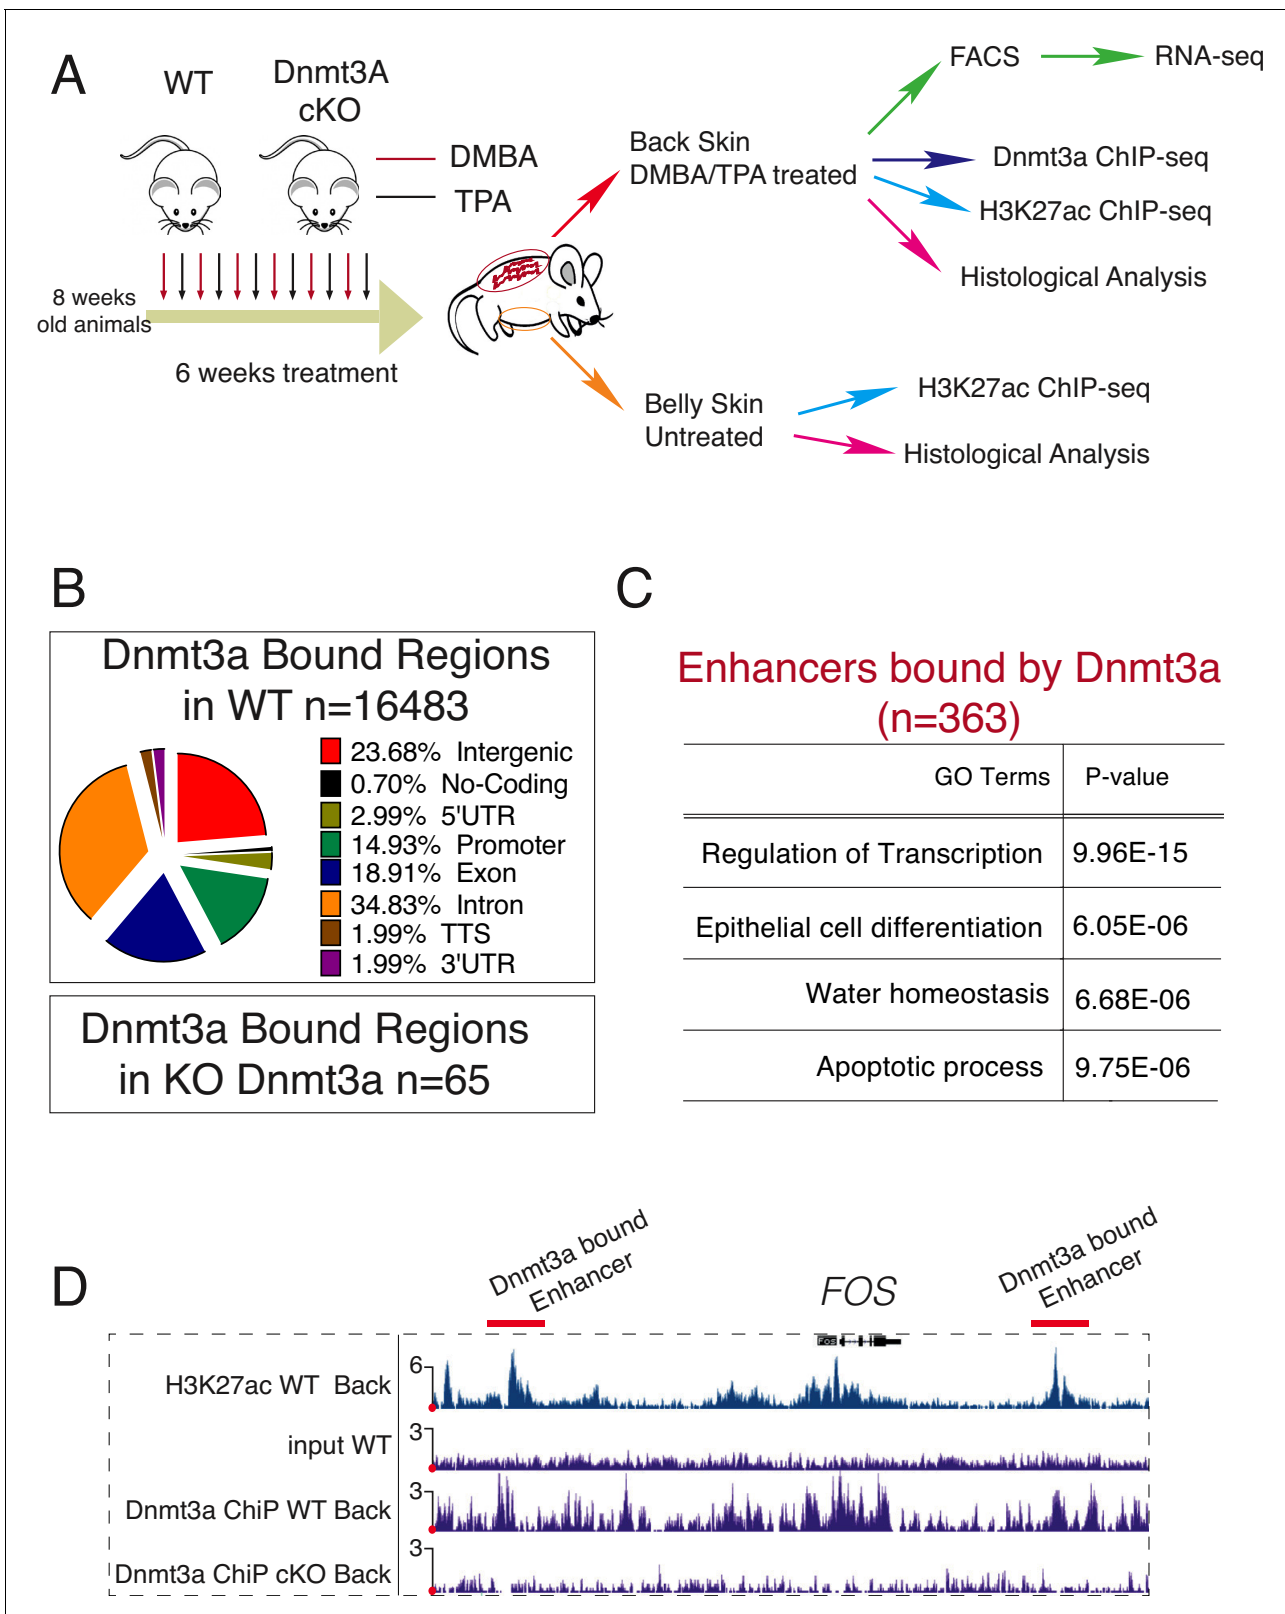 A
WT
Dnmt3A
cKO
DMBA
TPA
8 weeks
old animals
6 weeks treatment
Back Skin
DMBA/TPA treated
FACS
RNA-seq
Dnmt3a ChIP-seq
H3K27ac ChIP-seq
Histological Analysis
Belly Skin
Untreated
H3K27ac ChIP-seq
Histological Analysis
B
Dnmt3a Bound Regions
in WT n=16483
23.68% Intergenic
0.70% No-Coding
2.99% 5'UTR
14.93% Promoter
18.91% Exon
34.83% Intron
1.99% TTS
1.99% 3'UTR
Dnmt3a Bound Regions
in KO Dnmt3a n=65
C
Enhancers bound by Dnmt3a
(n=363)
GO Terms P-value
Regulation of Transcription 9.96E-15
Epithelial cell differentiation 6.05E-06
Water homeostasis 6.68E-06
Apoptotic process 9.75E-06
D
Dnmt3a bound
Enhancer
FOS
Dnmt3a bound
Enhancer
Fos
H3K27ac WT Back 6
input WT 3
Dnmt3a ChiP WT Back 3
Dnmt3a ChiP cKO Back 3